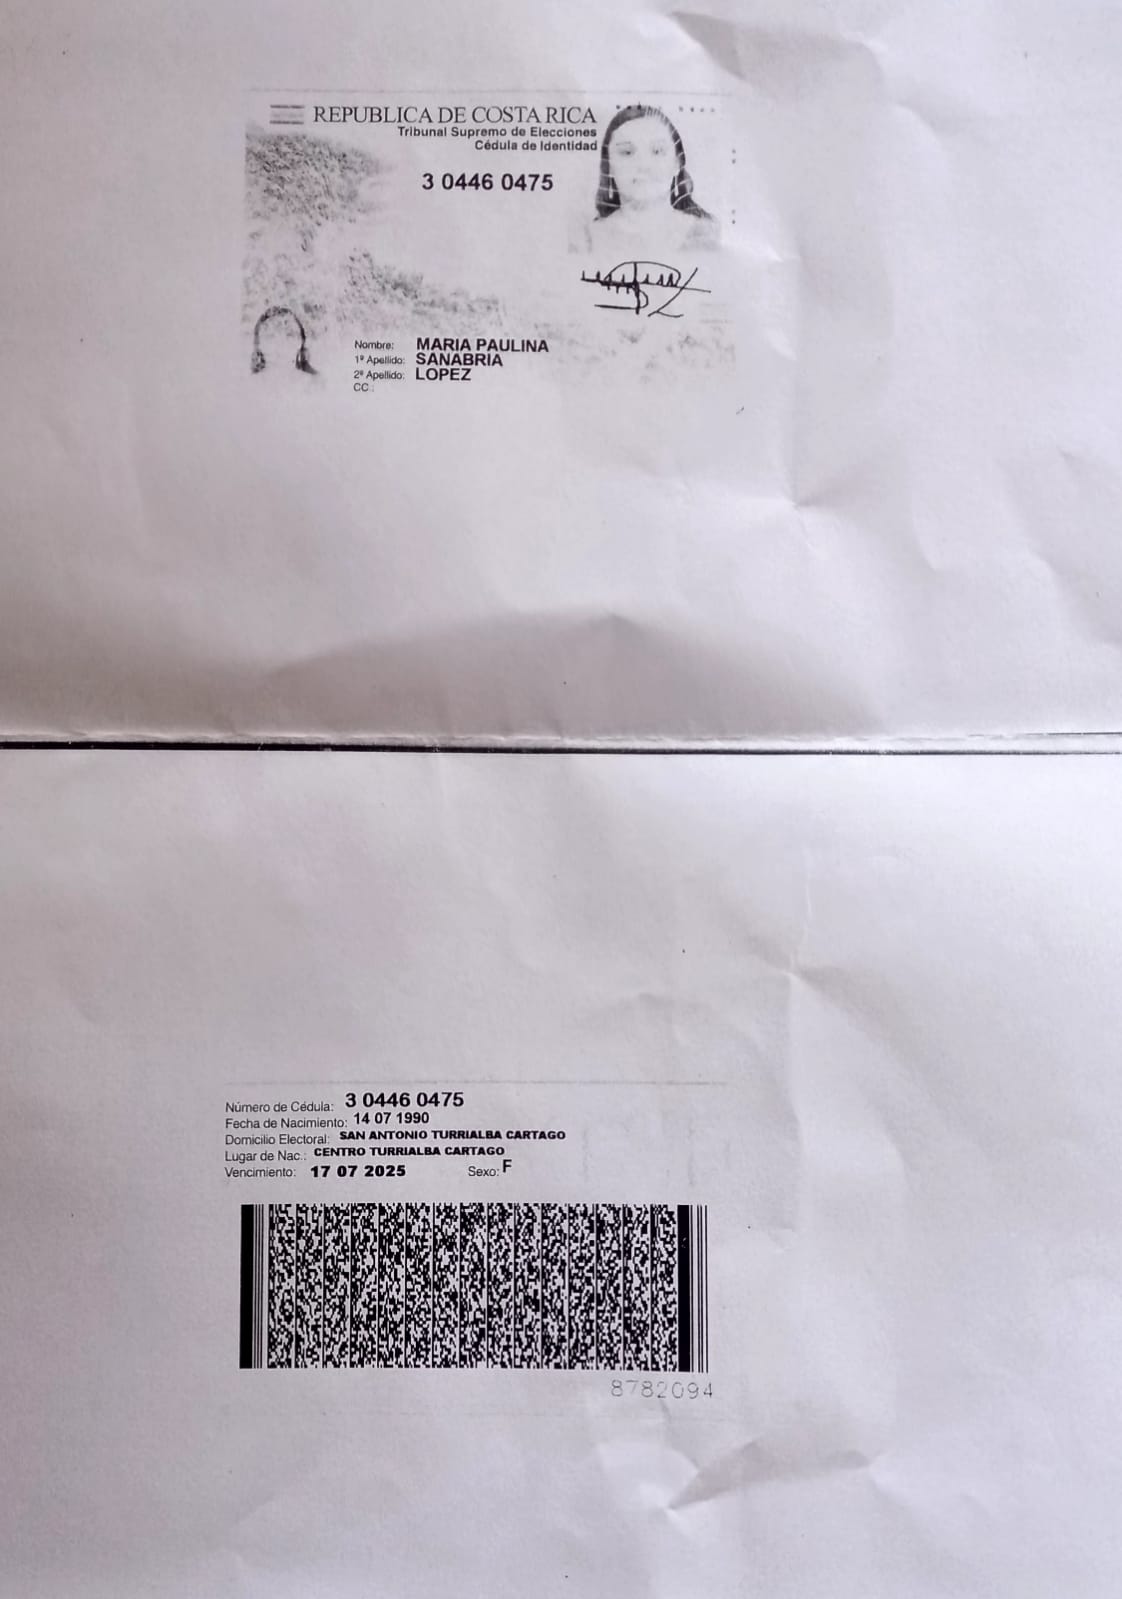 REPUBLICA DE COSTA RICA
Tribunal Supremo de Elecciones
Cédula de Identidad
3 0446 0475
Nombre: MARIA PAULINA
1º Apellido: SANABRIA
2º Apellido: LOPEZ
CC.:
Número de Cédula: 3 0446 0475
Fecha de Nacimiento: 14 07 1990
Domicilio Electoral: SAN ANTONIO TURRIALBA CARTAGO
Lugar de Nac.: CENTRO TURRIALBA CARTAGO
Vencimiento: 17 07 2025 Sexo: F
8782094